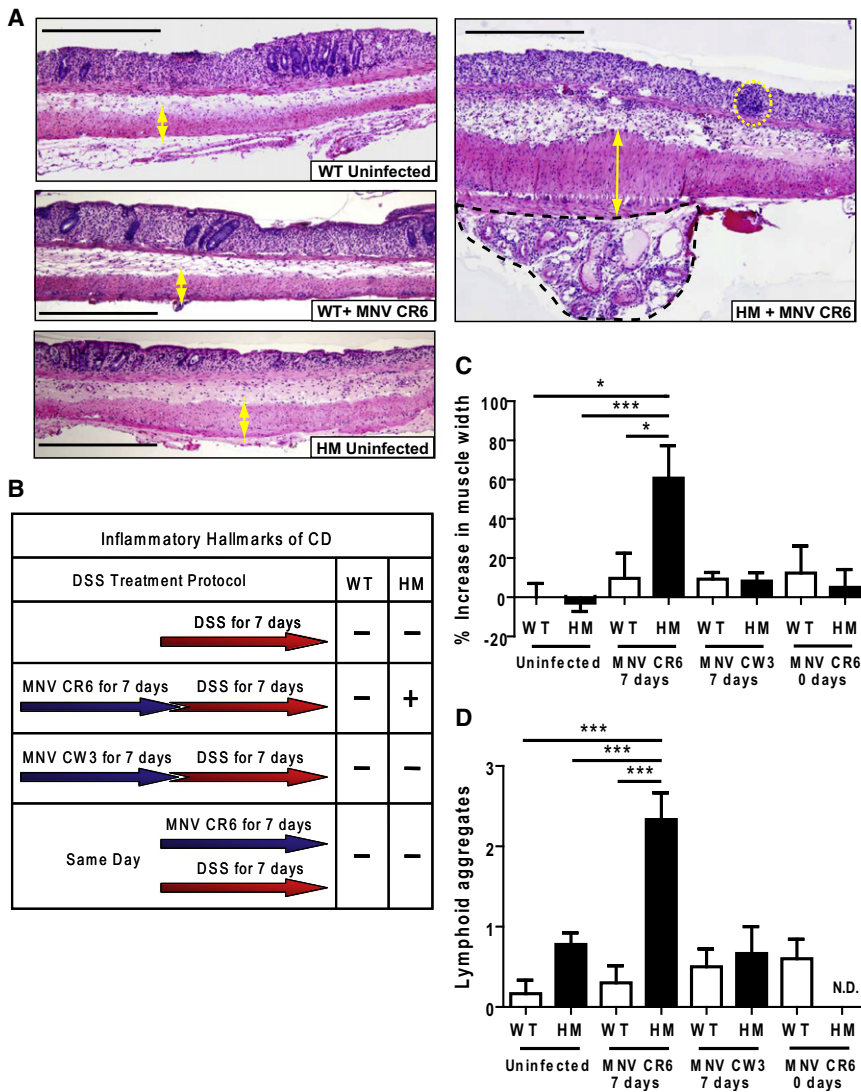 A
WT Uninfected
WT+ MNV CR6
HM Uninfected
HM + MNV CR6
B
Inflammatory Hallmarks of CD
DSS Treatment Protocol WT HM
DSS for 7 days − −
MNV CR6 for 7 days DSS for 7 days − +
MNV CW3 for 7 days DSS for 7 days − −
Same Day MNV CR6 for 7 days DSS for 7 days − −
C
% Increase in muscle width
100
80
60
40
20
0
-20
*
***
*
WT HM WT HM WT HM WT HM
Uninfected MNV CR6 MNV CW3 MNV CR6
7 days 7 days 0 days
D
Lymphoid aggregates
3
2
1
0
***
***
***
N.D.
WT HM WT HM WT HM WT HM
Uninfected MNV CR6 MNV CW3 MNV CR6
7 days 7 days 0 days